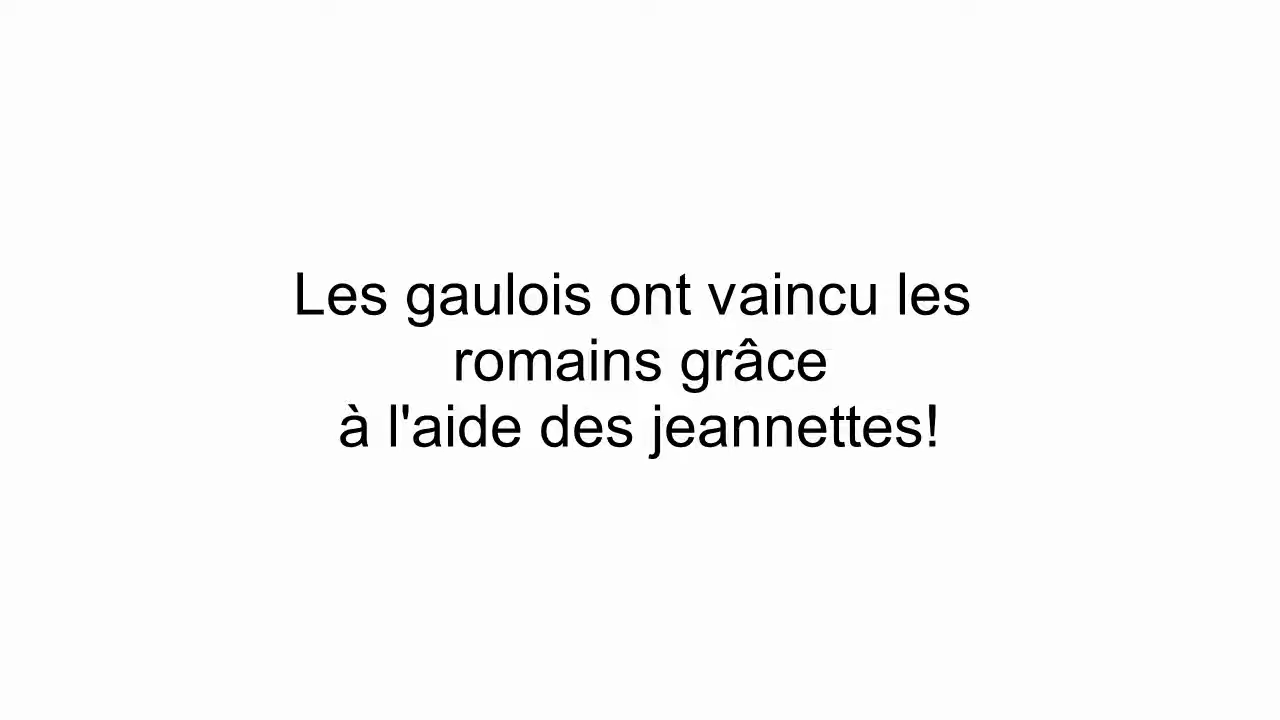 Les gaulois ont vaincu les
romains grâce
à l'aide des jeannettes!